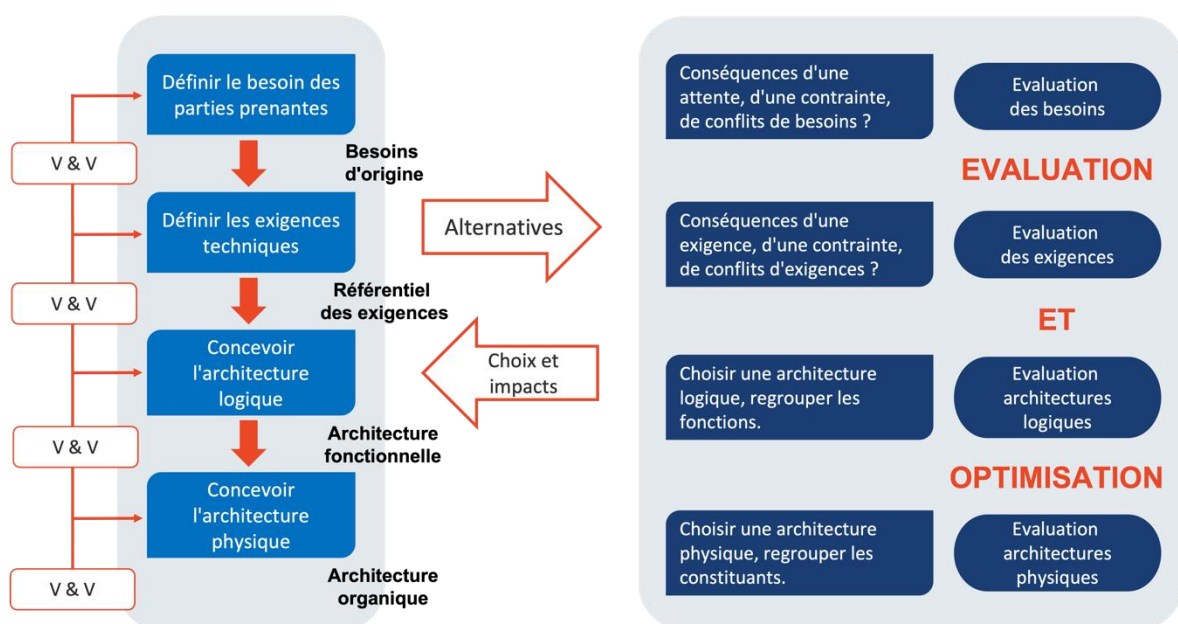 Définir le besoin des
parties prenantes
V & V
Besoins
d'origine
Définir les exigences
techniques
V & V
Référentiel
des exigences
Concevoir
l'architecture
logique
V & V
Architecture
fonctionnelle
Concevoir
l'architecture
physique
V & V
Architecture
organique
Alternatives
Choix et
impacts
Conséquences d'une
attente, d'une contrainte,
de conflits de besoins ?
Evaluation
des besoins
EVALUATION
Conséquences d'une
exigence, d'une contrainte,
de conflits d'exigences ?
Evaluation
des exigences
ET
Choisir une architecture
logique, regrouper les
fonctions.
Evaluation
architectures
logiques
OPTIMISATION
Choisir une architecture
physique, regrouper les
constituants.
Evaluation
architectures
physiques